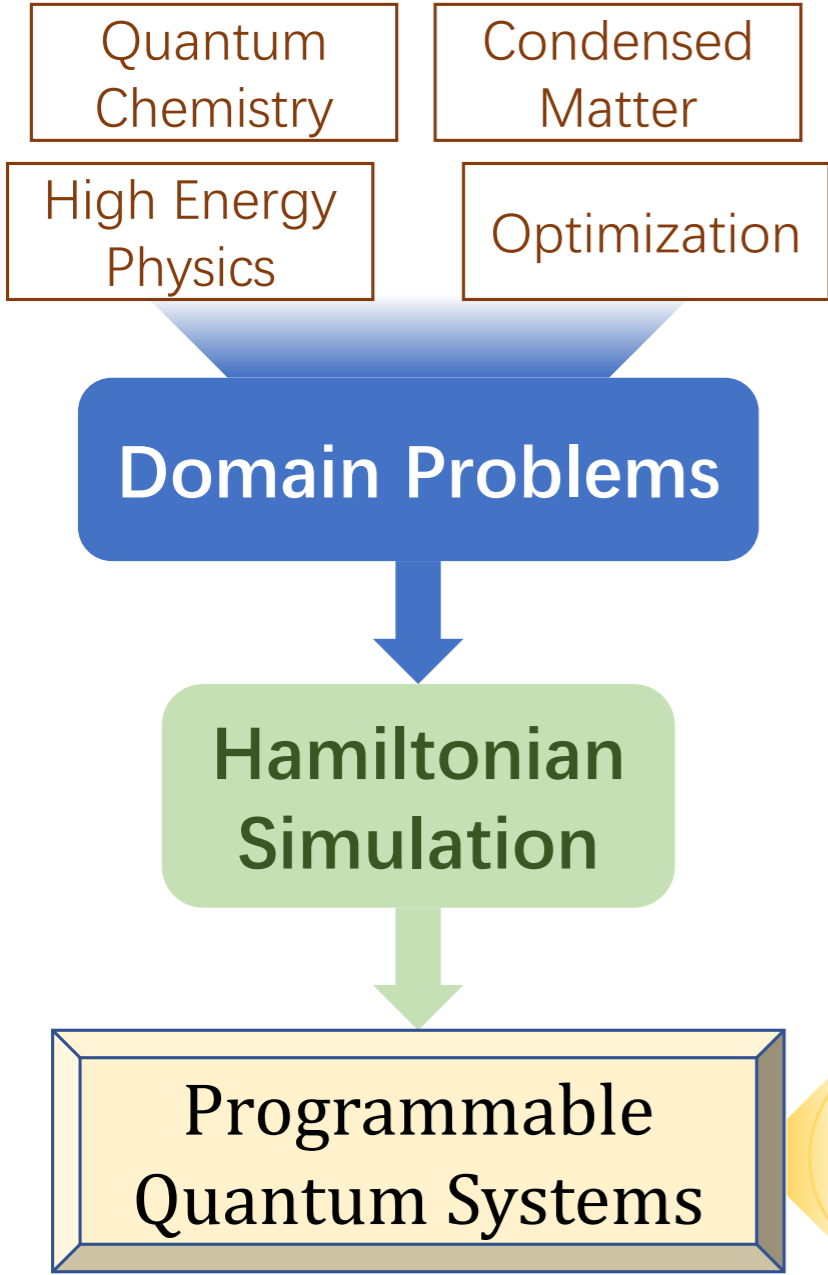 Quantum
Chemistry
Condensed
Matter
High Energy
Physics
Optimization
Domain Problems
Hamiltonian
Simulation
Programmable
Quantum Systems